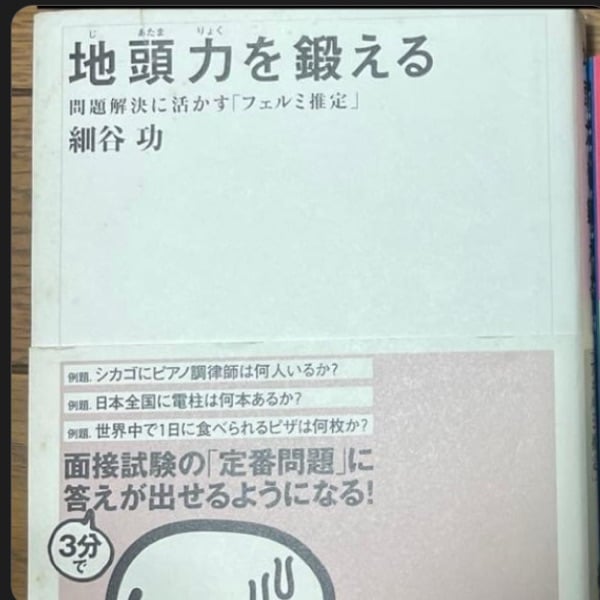 じ あたま りょく
地頭力を鍛える
問題解決に活かす「フェルミ推定」
細谷 功
例題. シカゴにピアノ調律師は何人いるか?
例題. 日本全国に電柱は何本あるか?
例題. 世界中で1日に食べられるピザは何枚か?
面接試験の「定番問題」に
答えが出せるようになる!
3分
で